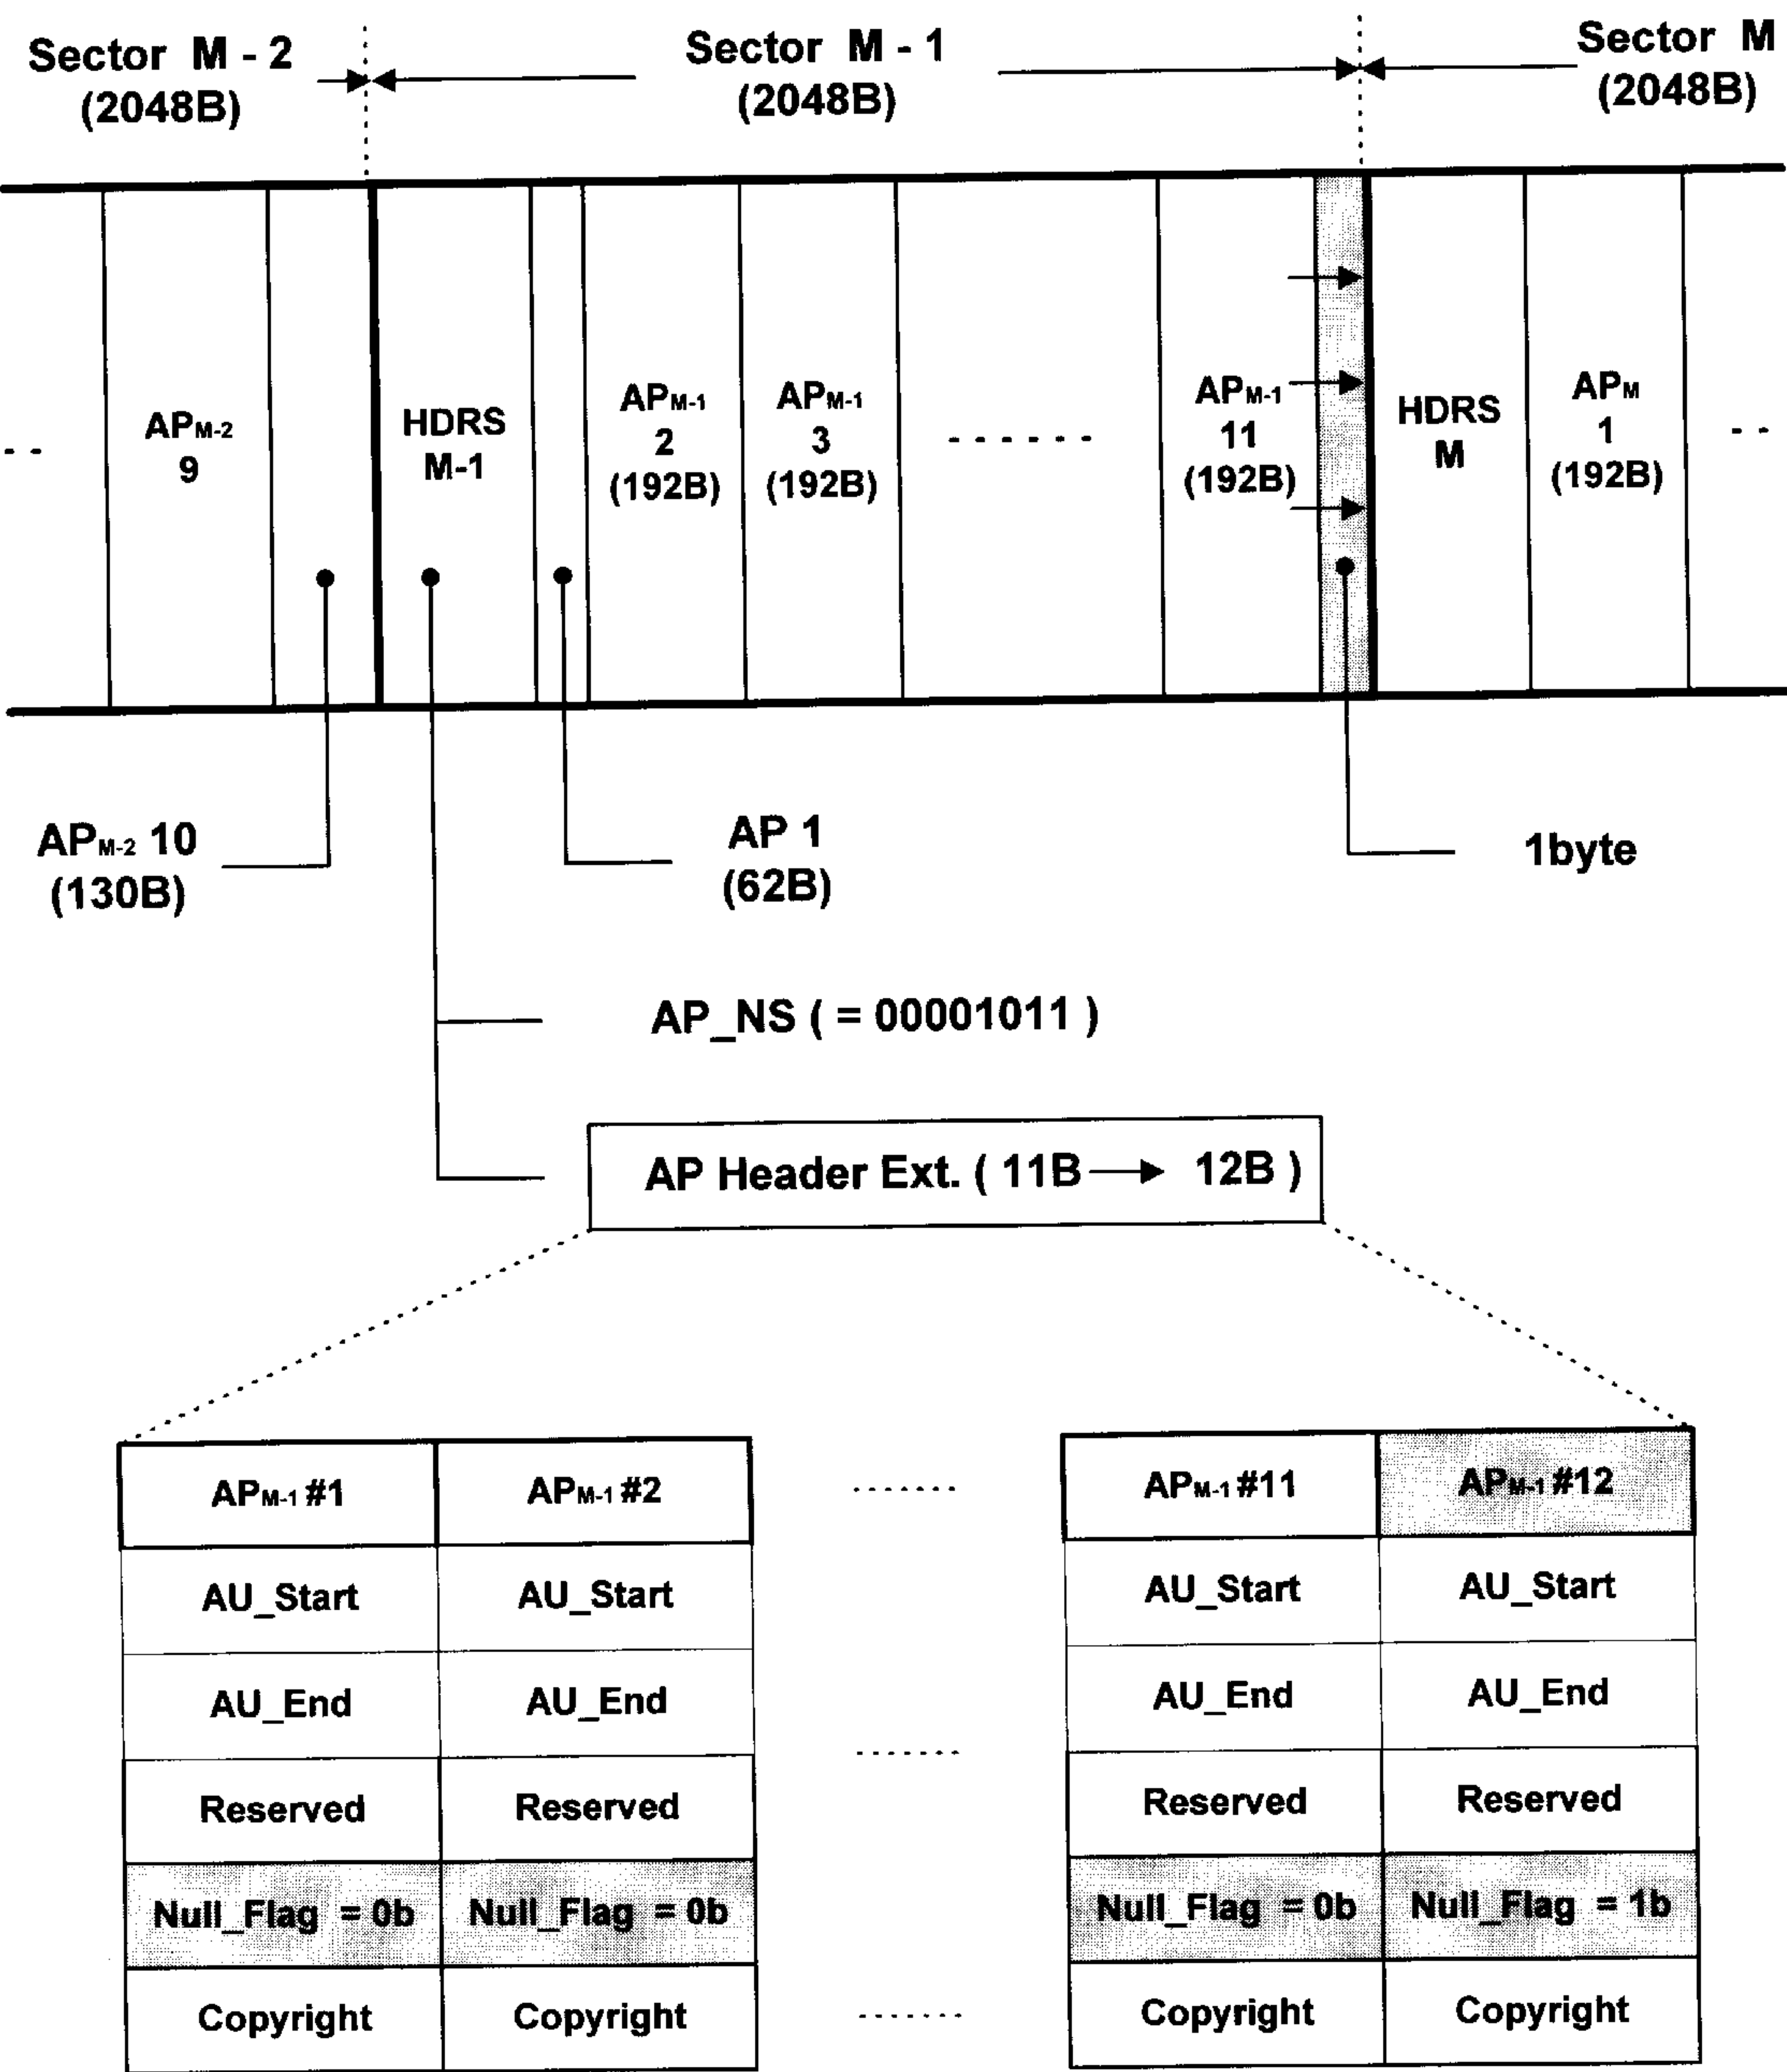 Sector M - 2
(2048B)
Sector M - 1
(2048B)
Sector M
(2048B)
APM-2
9
HDRS
M-1
APM-1
2
(192B)
APM-1
3
(192B)
APM-1
11
(192B)
HDRS
M
APM
1
(192B)
APM-2 10
(130B)
AP 1
(62B)
1byte
AP_NS ( = 00001011 )
AP Header Ext. ( 11B → 12B )
APM-1 #1 APM-1 #2 ....... APM-1 #11 APM-1 #12
AU_Start AU_Start AU_Start AU_Start
AU_End AU_End ....... AU_End AU_End
Reserved Reserved Reserved Reserved
Null_Flag = 0b Null_Flag = 0b Null_Flag = 0b Null_Flag = 1b
Copyright Copyright ....... Copyright Copyright